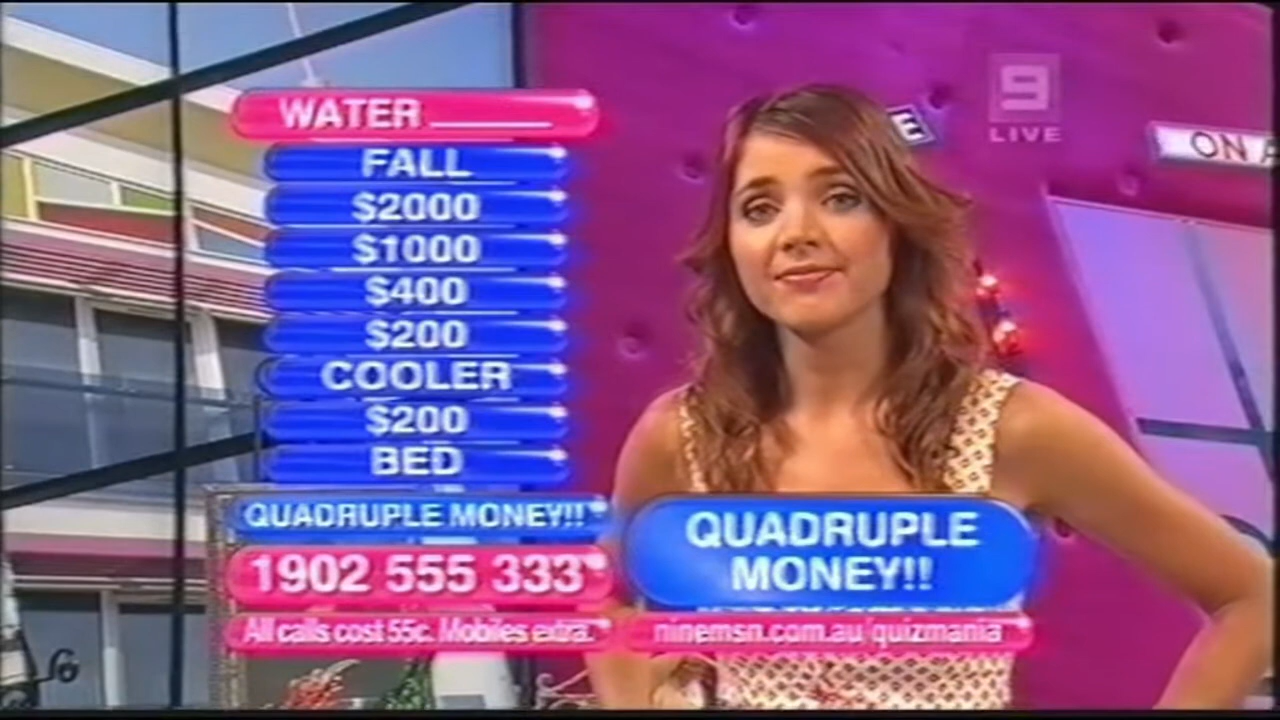 WATER ______
FALL
$2000
$1000
$400
$200
COOLER
$200
BED
QUADRUPLE MONEY!!
1902 555 333
All calls cost 55c. Mobiles extra.
QUADRUPLE
MONEY!!
ninemsn.com.au/quizmania
9
LIVE
E
ON A